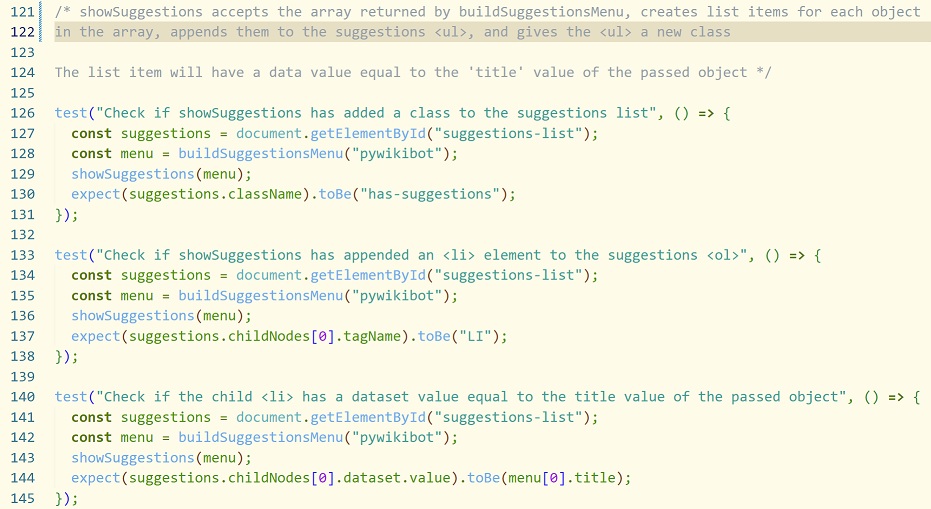 121 /* showSuggestions accepts the array returned by buildSuggestionsMenu, creates list items for each object
122 in the array, appends them to the suggestions <ul>, and gives the <ul> a new class
123
124 The list item will have a data value equal to the 'title' value of the passed object */
125
126 test("Check if showSuggestions has added a class to the suggestions list", () => {
127   const suggestions = document.getElementById("suggestions-list");
128   const menu = buildSuggestionsMenu("pywikibot");
129   showSuggestions(menu);
130   expect(suggestions.className).toBe("has-suggestions");
131 });
132
133 test("Check if showSuggestions has appended an <li> element to the suggestions <ol>", () => {
134   const suggestions = document.getElementById("suggestions-list");
135   const menu = buildSuggestionsMenu("pywikibot");
136   showSuggestions(menu);
137   expect(suggestions.childNodes[0].tagName).toBe("LI");
138 });
139
140 test("Check if the child <li> has a dataset value equal to the title value of the passed object", () => {
141   const suggestions = document.getElementById("suggestions-list");
142   const menu = buildSuggestionsMenu("pywikibot");
143   showSuggestions(menu);
144   expect(suggestions.childNodes[0].dataset.value).toBe(menu[0].title);
145 });